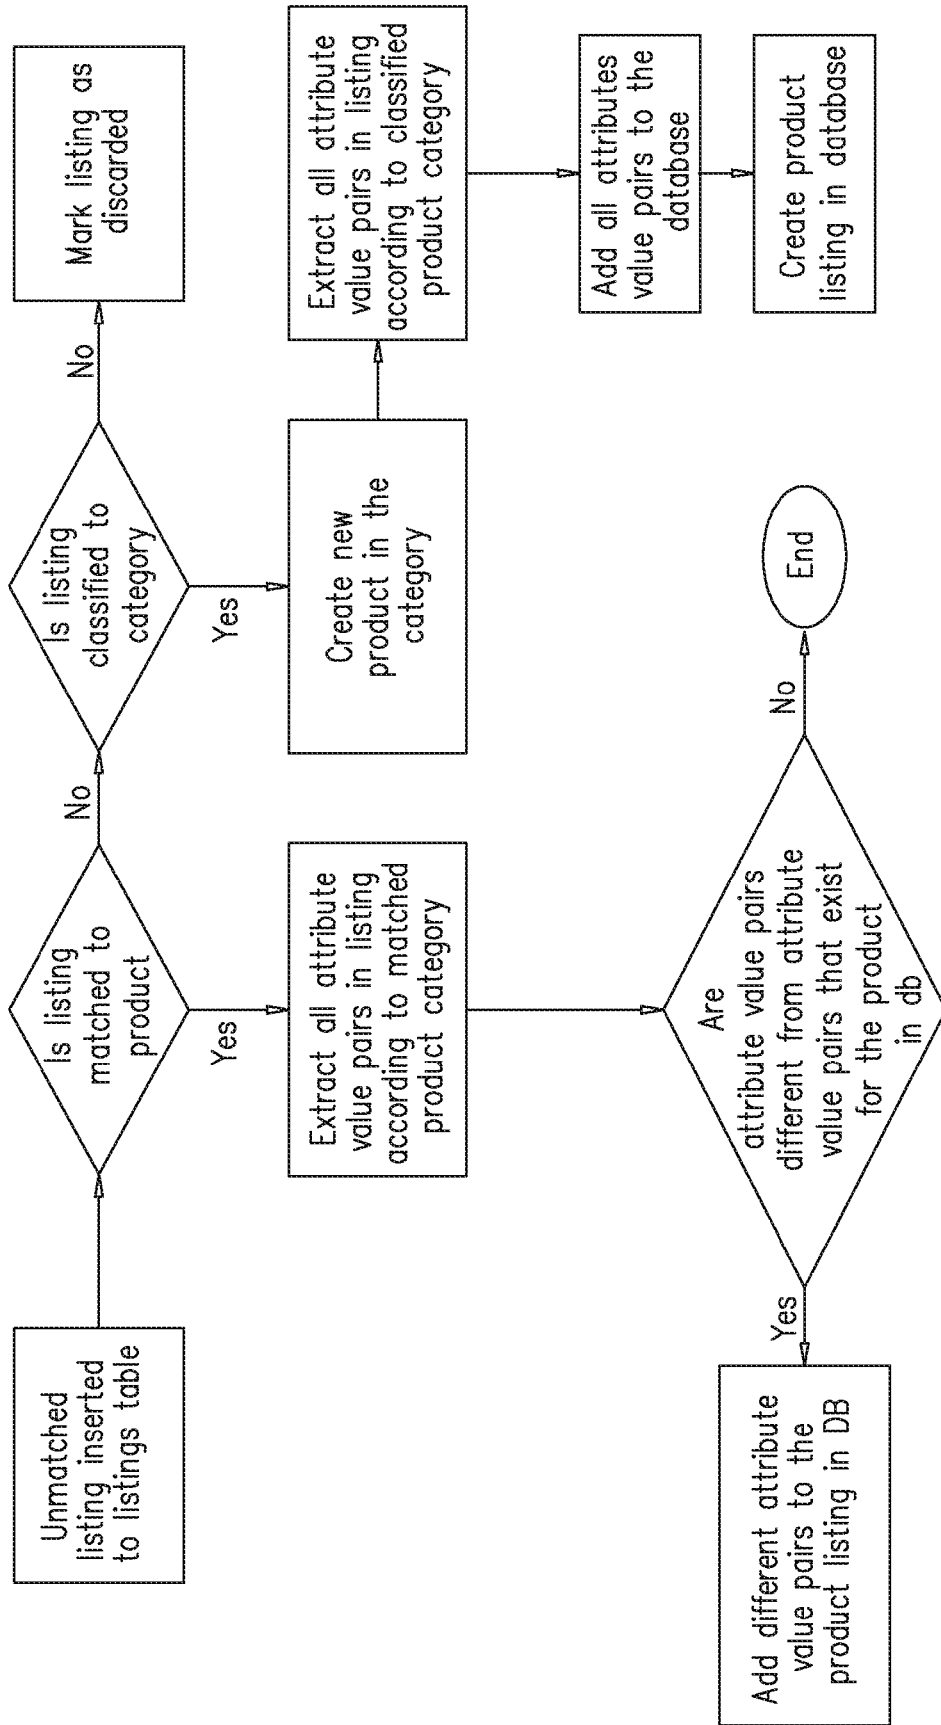 Unmatched
listing inserted
to listings table
Is listing
matched to
product
No
Is listing
classified to
category
No
Mark listing as
discarded
Yes
Yes
Extract all attribute
value pairs in listing
according to matched
product category
Create new
product in the
category
Extract all attribute
value pairs in listing
according to classified
product category
Add all attributes
value pairs to the
database
Create product
listing in database
Are
attribute value pairs
different from attribute
value pairs that exist
for the product
in db
Yes
No
End
Add different attribute
value pairs to the
product listing in DB